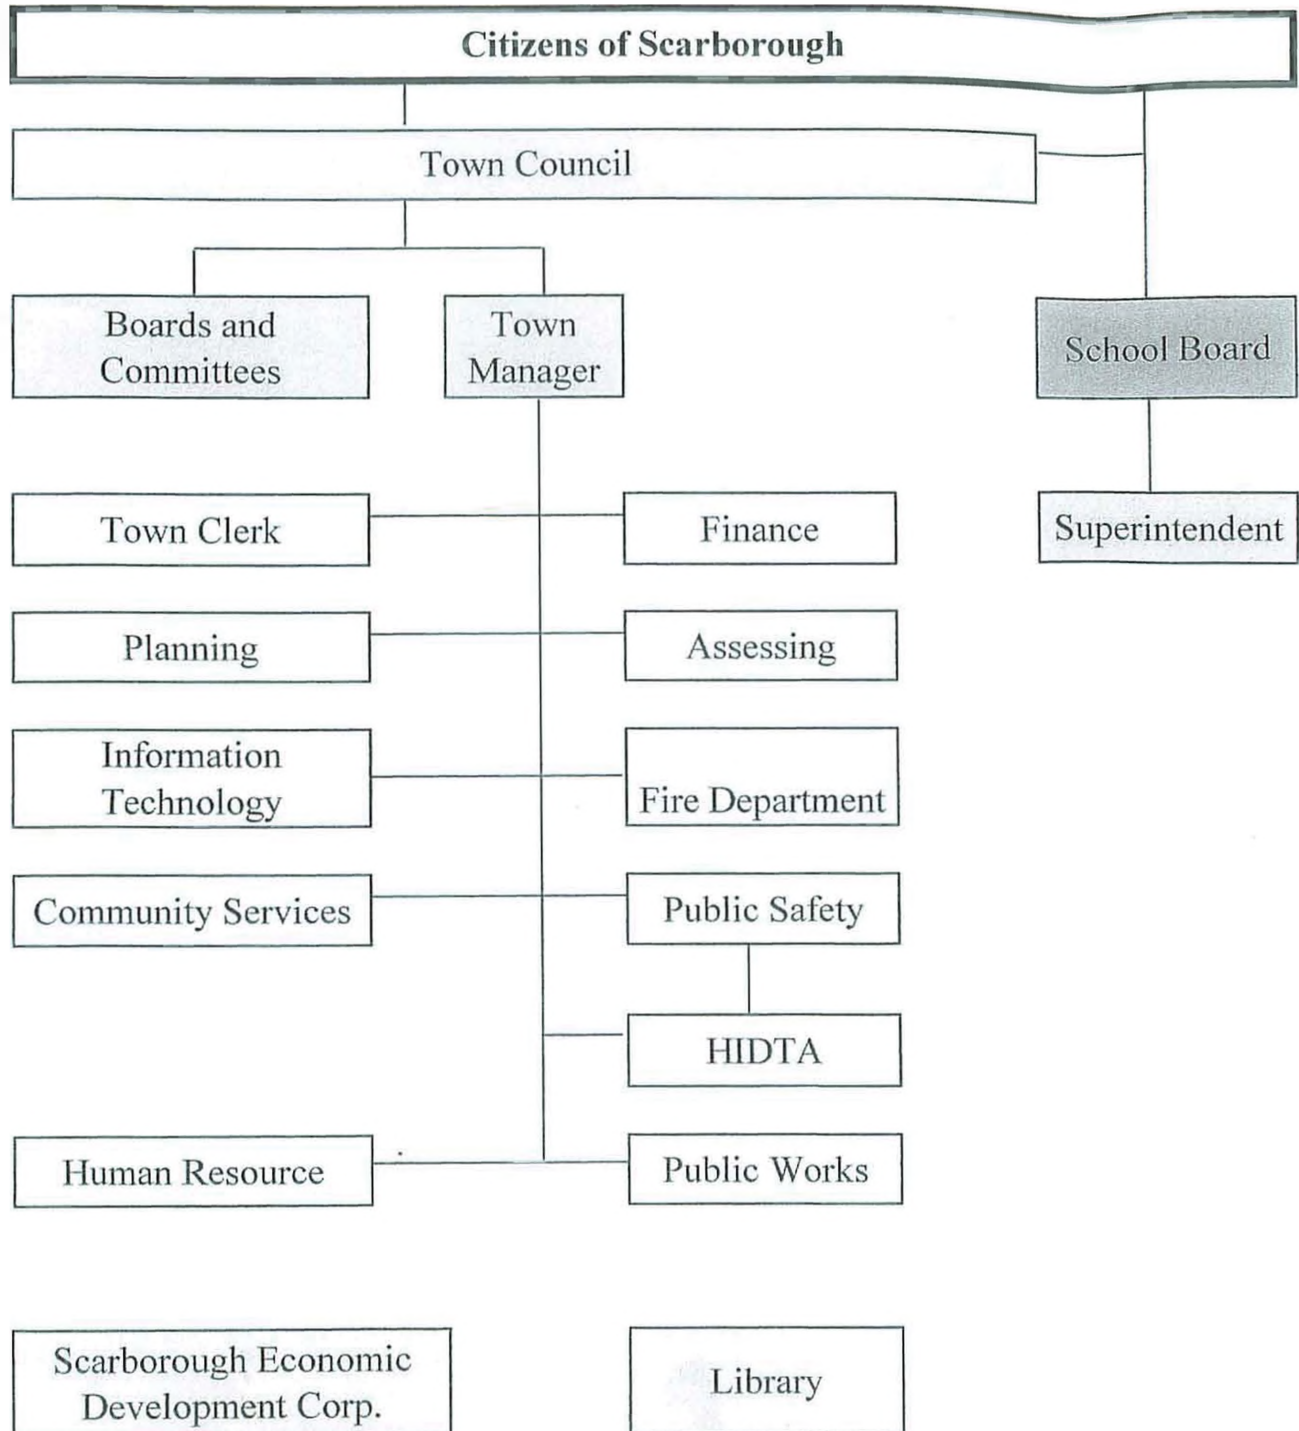 Citizens of Scarborough
Town Council
Boards and
Committees
Town
Manager
School Board
Town Clerk
Finance
Superintendent
Planning
Assessing
Information
Technology
Fire Department
Community Services
Public Safety
HIDTA
Human Resource
Public Works
Scarborough Economic
Development Corp.
Library